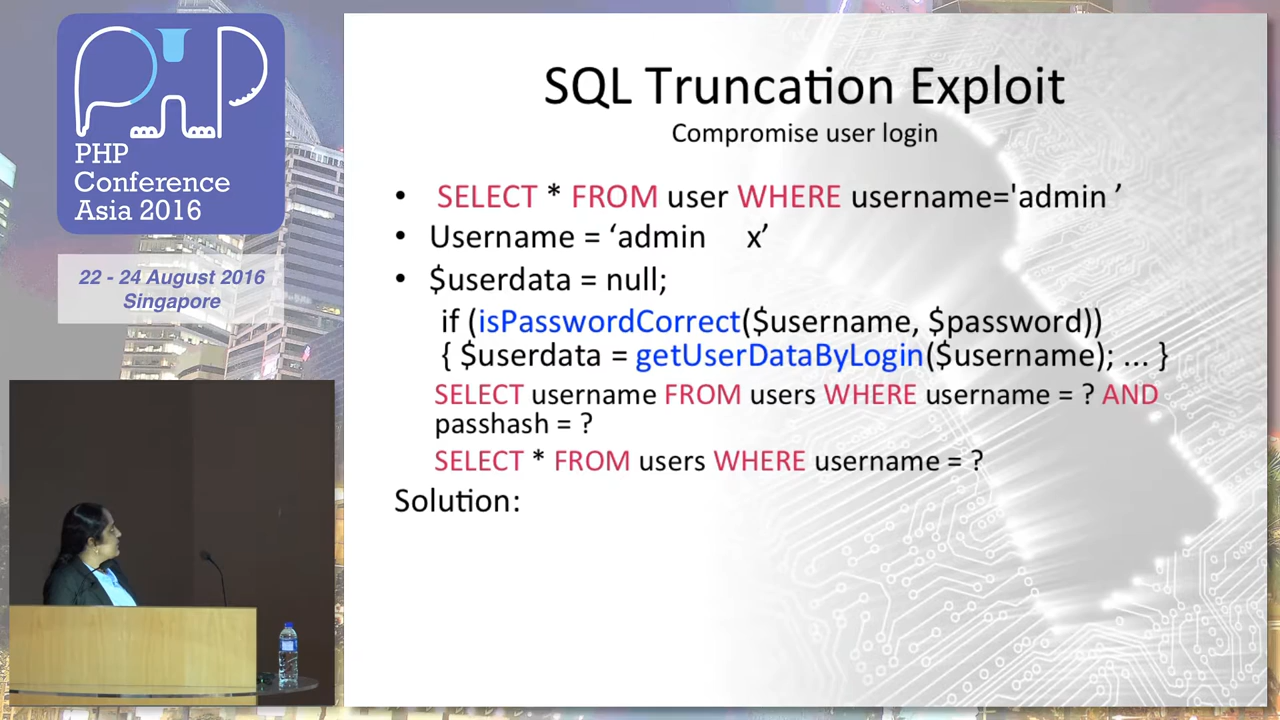 PHP
Conference
Asia 2016
22 - 24 August 2016
Singapore
SQL Truncation Exploit
Compromise user login
• SELECT * FROM user WHERE username='admin ’
• Username = ‘admin    x’
• $userdata = null;
if (isPasswordCorrect($username, $password))
{ $userdata = getUserDataByLogin($username); ... }
SELECT username FROM users WHERE username = ? AND
passhash = ?
SELECT * FROM users WHERE username = ?
Solution: